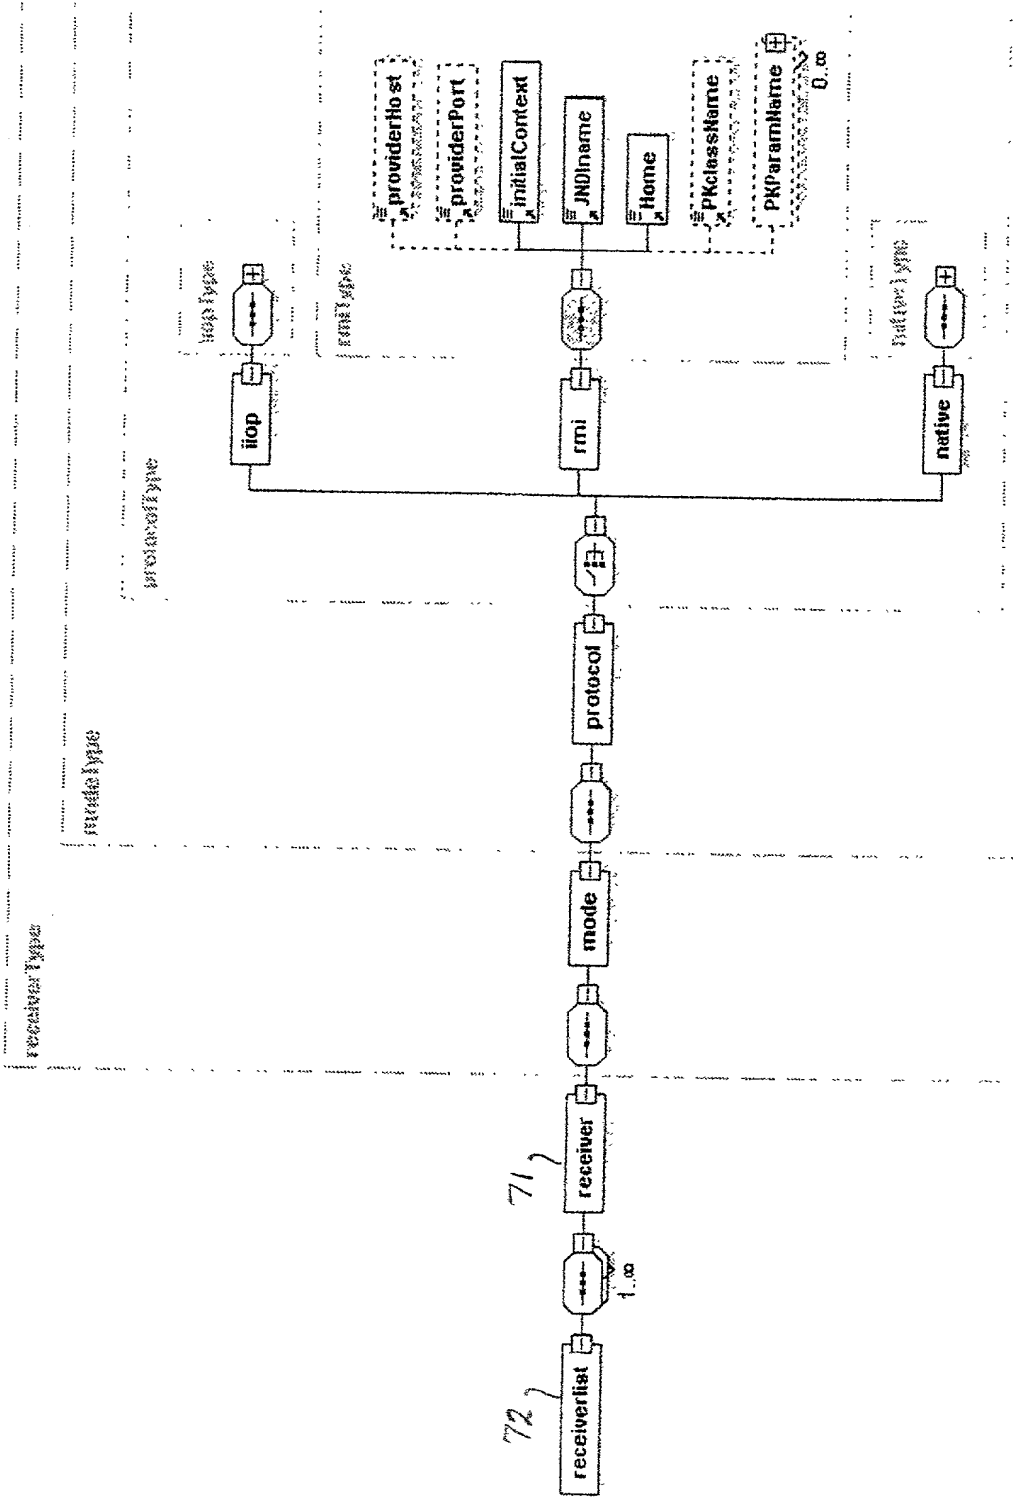 receiverlist
72
1..∞
receiver
71
receiverType
mode
modeType
protocol
protocolType
iiop
iiopType
rmi
rmiType
providerHost
providerPort
initialContext
JNDIname
Home
PKclassName
PKParamName
0..∞
native
nativeType